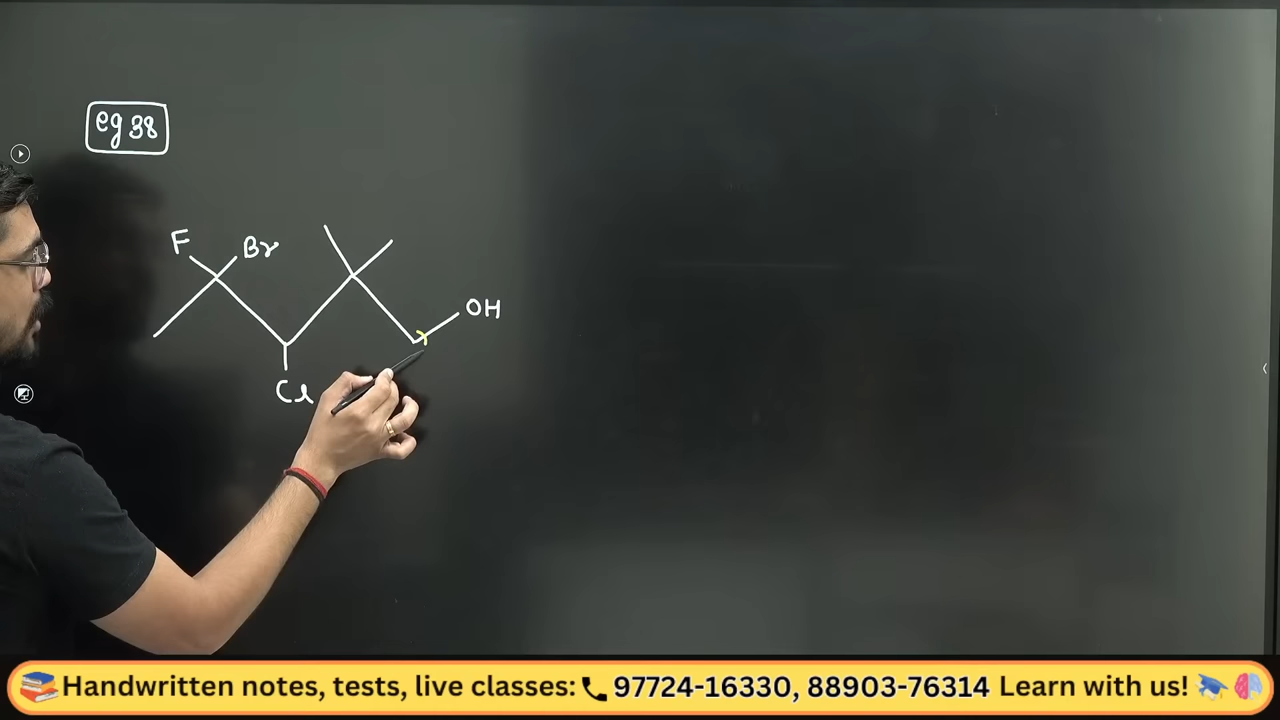 eg 38
F
Br
OH
Cl
Handwritten notes, tests, live classes: 97724-16330, 88903-76314 Learn with us!